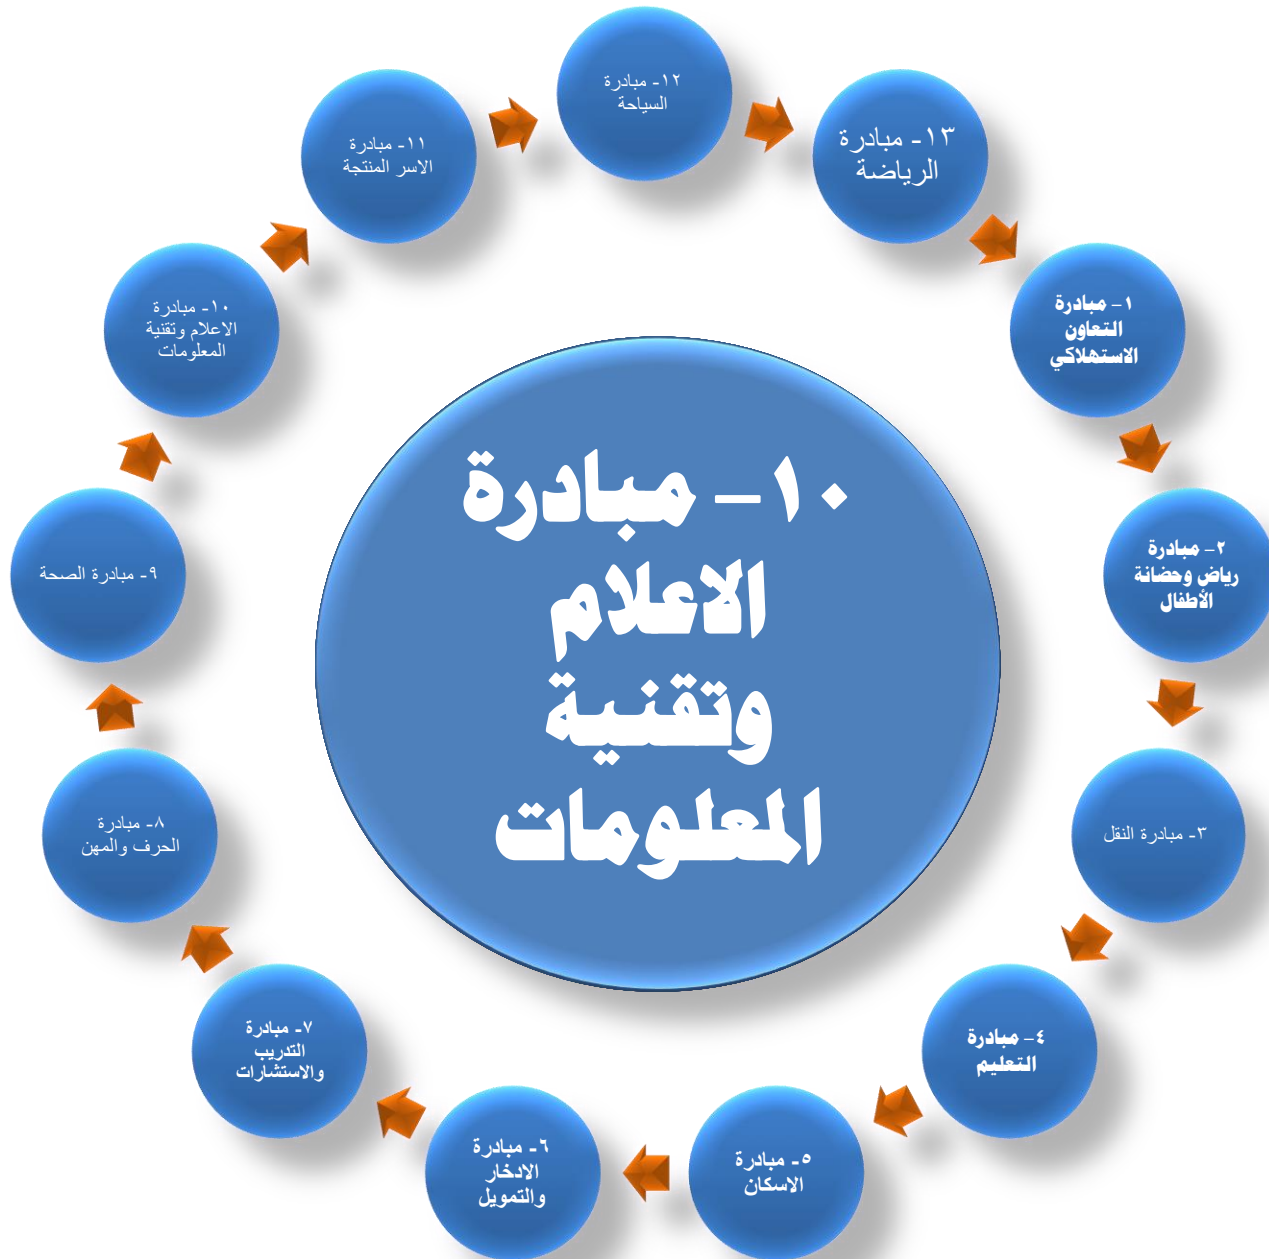 ١٢- مبادرة
السياحة
١٣- مبادرة
الرياضة
١- مبادرة
التعاون
الاستهلاكي
٢- مبادرة
رياض وحضانة
الأطفال
٣- مبادرة النقل
٤- مبادرة
التعليم
٥- مبادرة
الاسكان
٦- مبادرة
الادخار
والتمويل
٧- مبادرة
التدريب
والاستشارات
٨- مبادرة
الحرف والمهن
٩- مبادرة الصحة
١٠- مبادرة
الاعلام وتقنية
المعلومات
١١- مبادرة
الاسر المنتجة
١٠- مبادرة
الاعلام
وتقنية
المعلومات